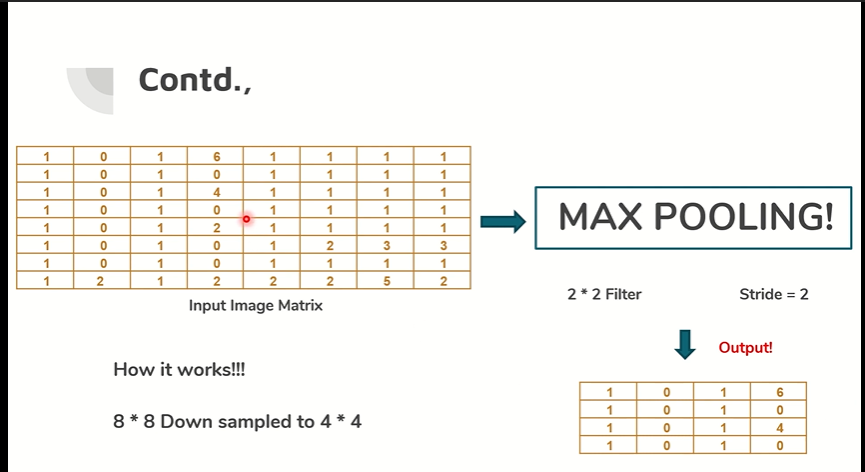 Contd.,
1 0 1 6 1 1 1 1
1 0 1 0 1 1 1 1
1 0 1 4 1 1 1 1
1 0 1 0 1 1 1 1
1 0 1 2 1 1 1 1
1 0 1 0 1 2 3 3
1 0 1 0 1 1 1 1
1 2 1 2 2 2 5 2
Input Image Matrix
MAX POOLING!
2 * 2 Filter
Stride = 2
Output!
How it works!!!
8 * 8 Down sampled to 4 * 4
1 0 1 6
1 0 1 0
1 0 1 4
1 0 1 0